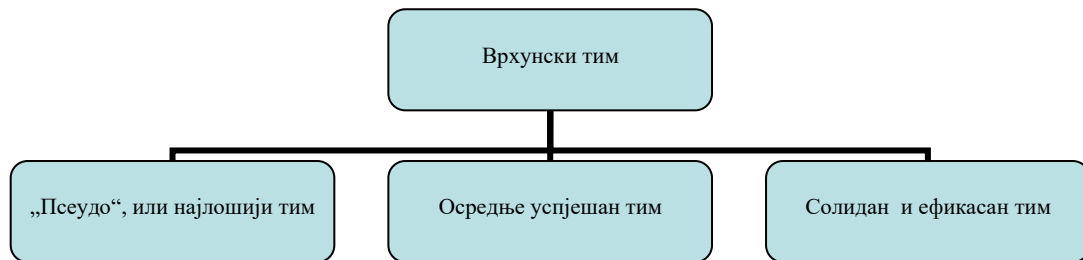 Врхунски тим
„Псеудо“, или најлошији тим
Осредње успјешан тим
Солидан и ефикасан тим